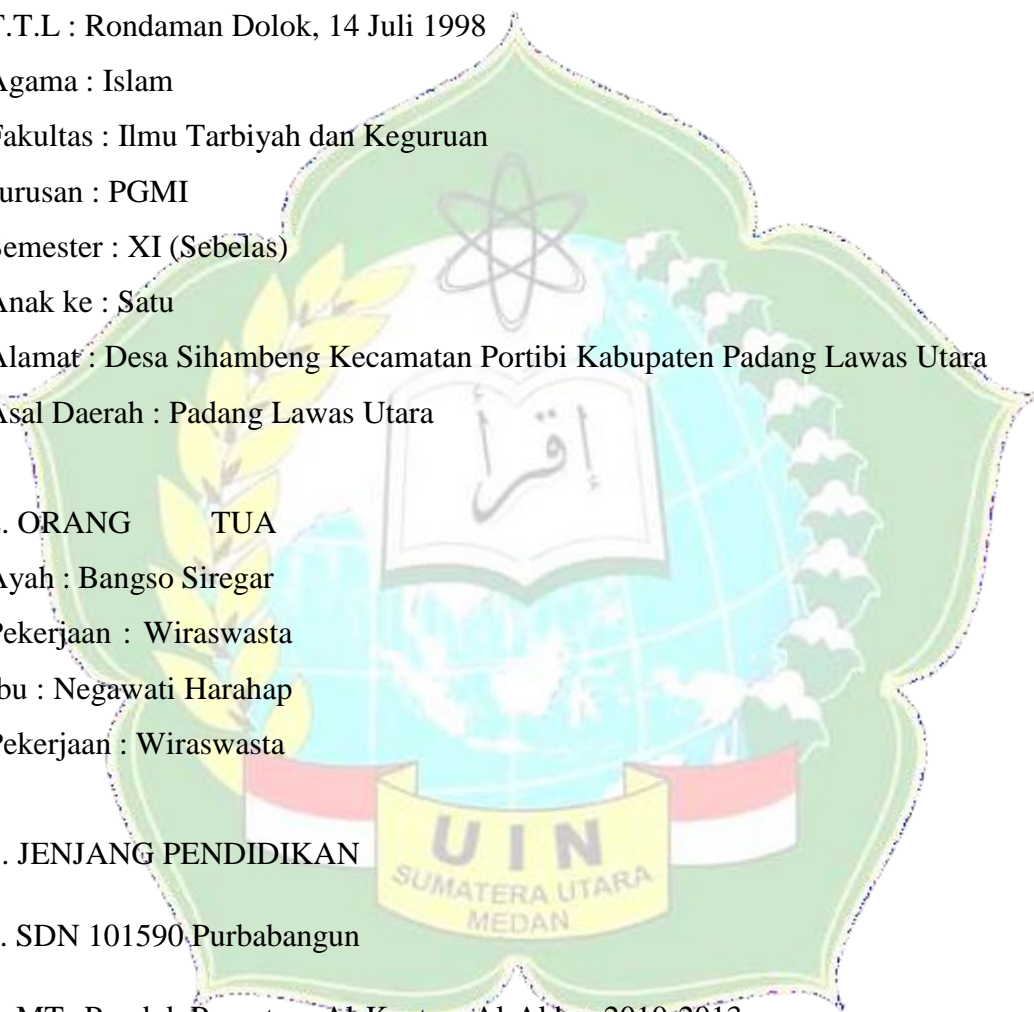 T.T.L : Rondaman Dolok, 14 Juli 1998
Agama : Islam
Fakultas : Ilmu Tarbiyah dan Keguruan
Jurusan : PGMI
Semester : XI (Sebelas)
Anak ke : Satu
Alamat : Desa Sihambeng Kecamatan Portibi Kabupaten Padang Lawas Utara
Asal Daerah : Padang Lawas Utara
إقرأ
. ORANG TUA
Ayah : Bangso Siregar
Pekerjaan : Wiraswasta
Ibu : Negawati Harahap
Pekerjaan : Wiraswasta
. JENJANG PENDIDIKAN
UIN
SUMATERA UTARA
MEDAN
. SDN 101590 Purbabangun